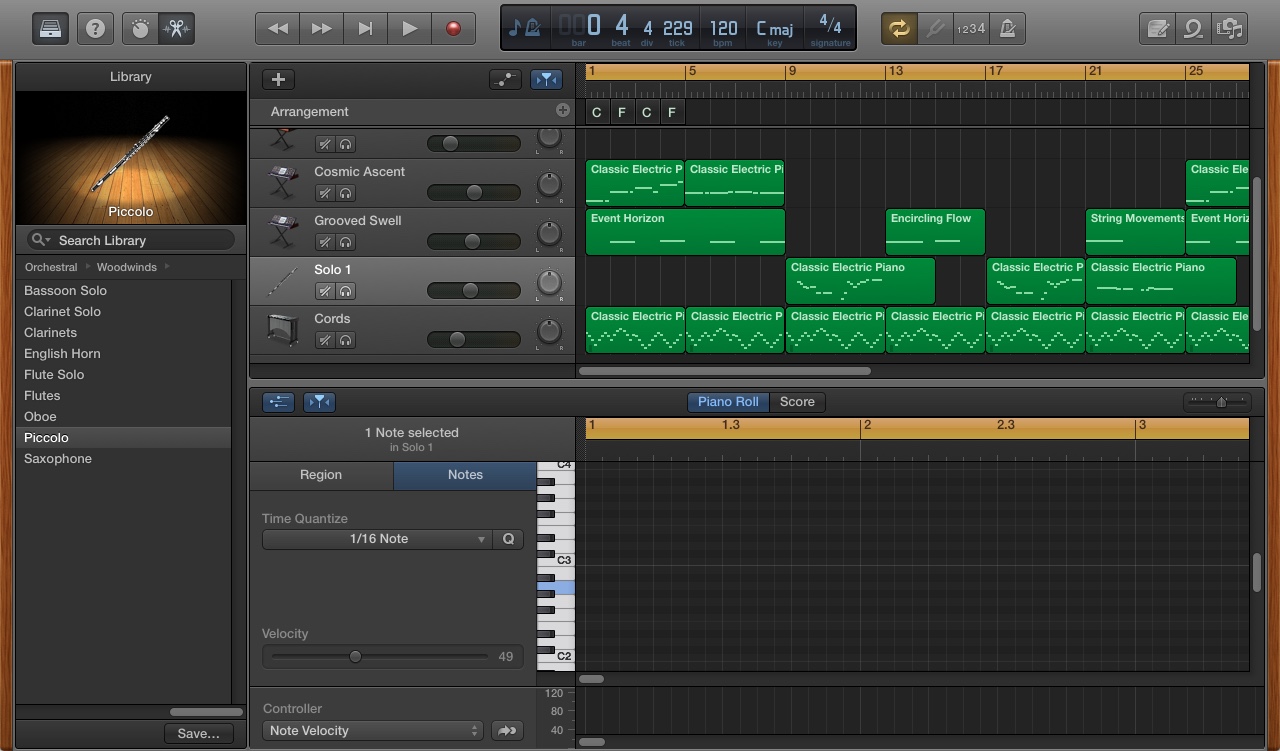 0 4 4 229 120 C maj 4/4
bar beat div tick bpm key signature
1234
Library
Piccolo
Search Library
Orchestral Woodwinds
Bassoon Solo
Clarinet Solo
Clarinets
English Horn
Flute Solo
Flutes
Oboe
Piccolo
Saxophone
Save...
1 5 9 13 17 21 25
Arrangement
C F C F
L R
Cosmic Ascent
L R
Classic Electric P Classic Electric Pi Classic Ele
Grooved Swell
L R
Event Horizon Encircling Flow String Movements Event Horiz
Solo 1
L R
Classic Electric Piano Classic Electric P Classic Electric Piano
Cords
L R
Classic Electric Pi Classic Electric Pi Classic Electric Pi Classic Electric Pi Classic Electric Pi Classic Electric Pi Classic Ele
Piano Roll Score
1 Note selected
in Solo 1
1 1.3 2 2.3 3
Region Notes
C4
Time Quantize
1/16 Note Q
C3
Velocity
49
C2
Controller
Note Velocity
120
80
40